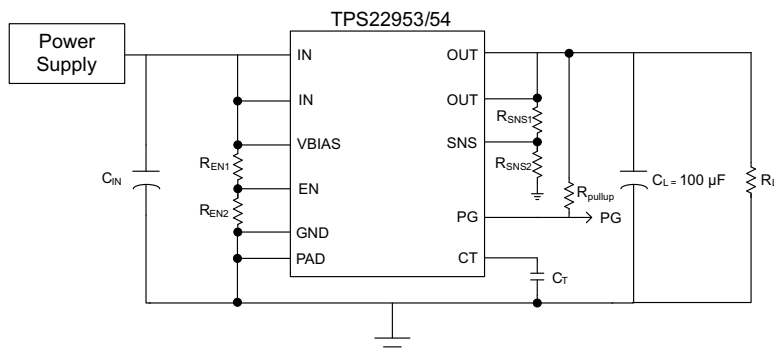 TPS22953/54
Power
Supply
IN
OUT
IN
OUT
RSNS1
VBIAS
SNS
REN1
RSNS2
CIN
EN
CL = 100 µF
REN2
Rpullup
PG
PG
GND
PAD
CT
CT